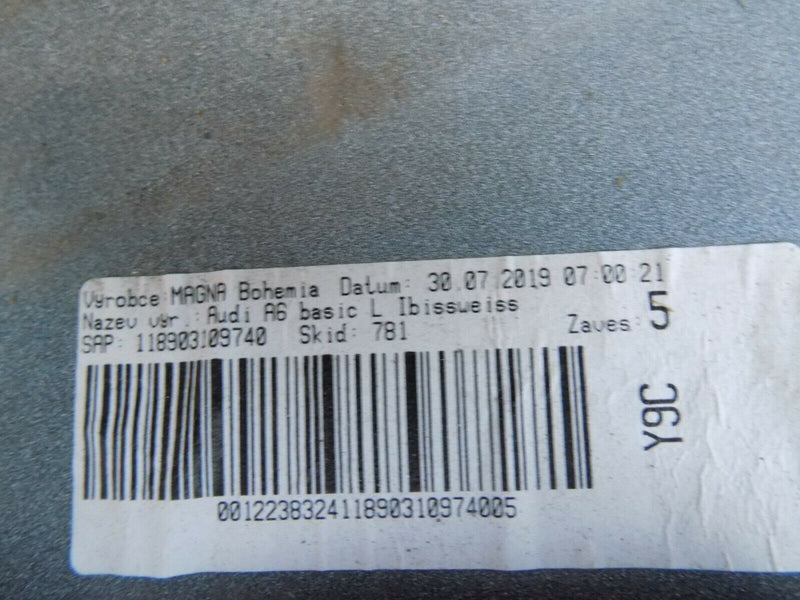 Vyrobce:MAGNA Bohemia Datum: 30.07.2019 07:00:21
Nazev vyr.: Audi A6 basic L Ibissweiss
SAP: 118903109740 Skid: 781 Zaves: 5
Y9C
001223832411890310974005